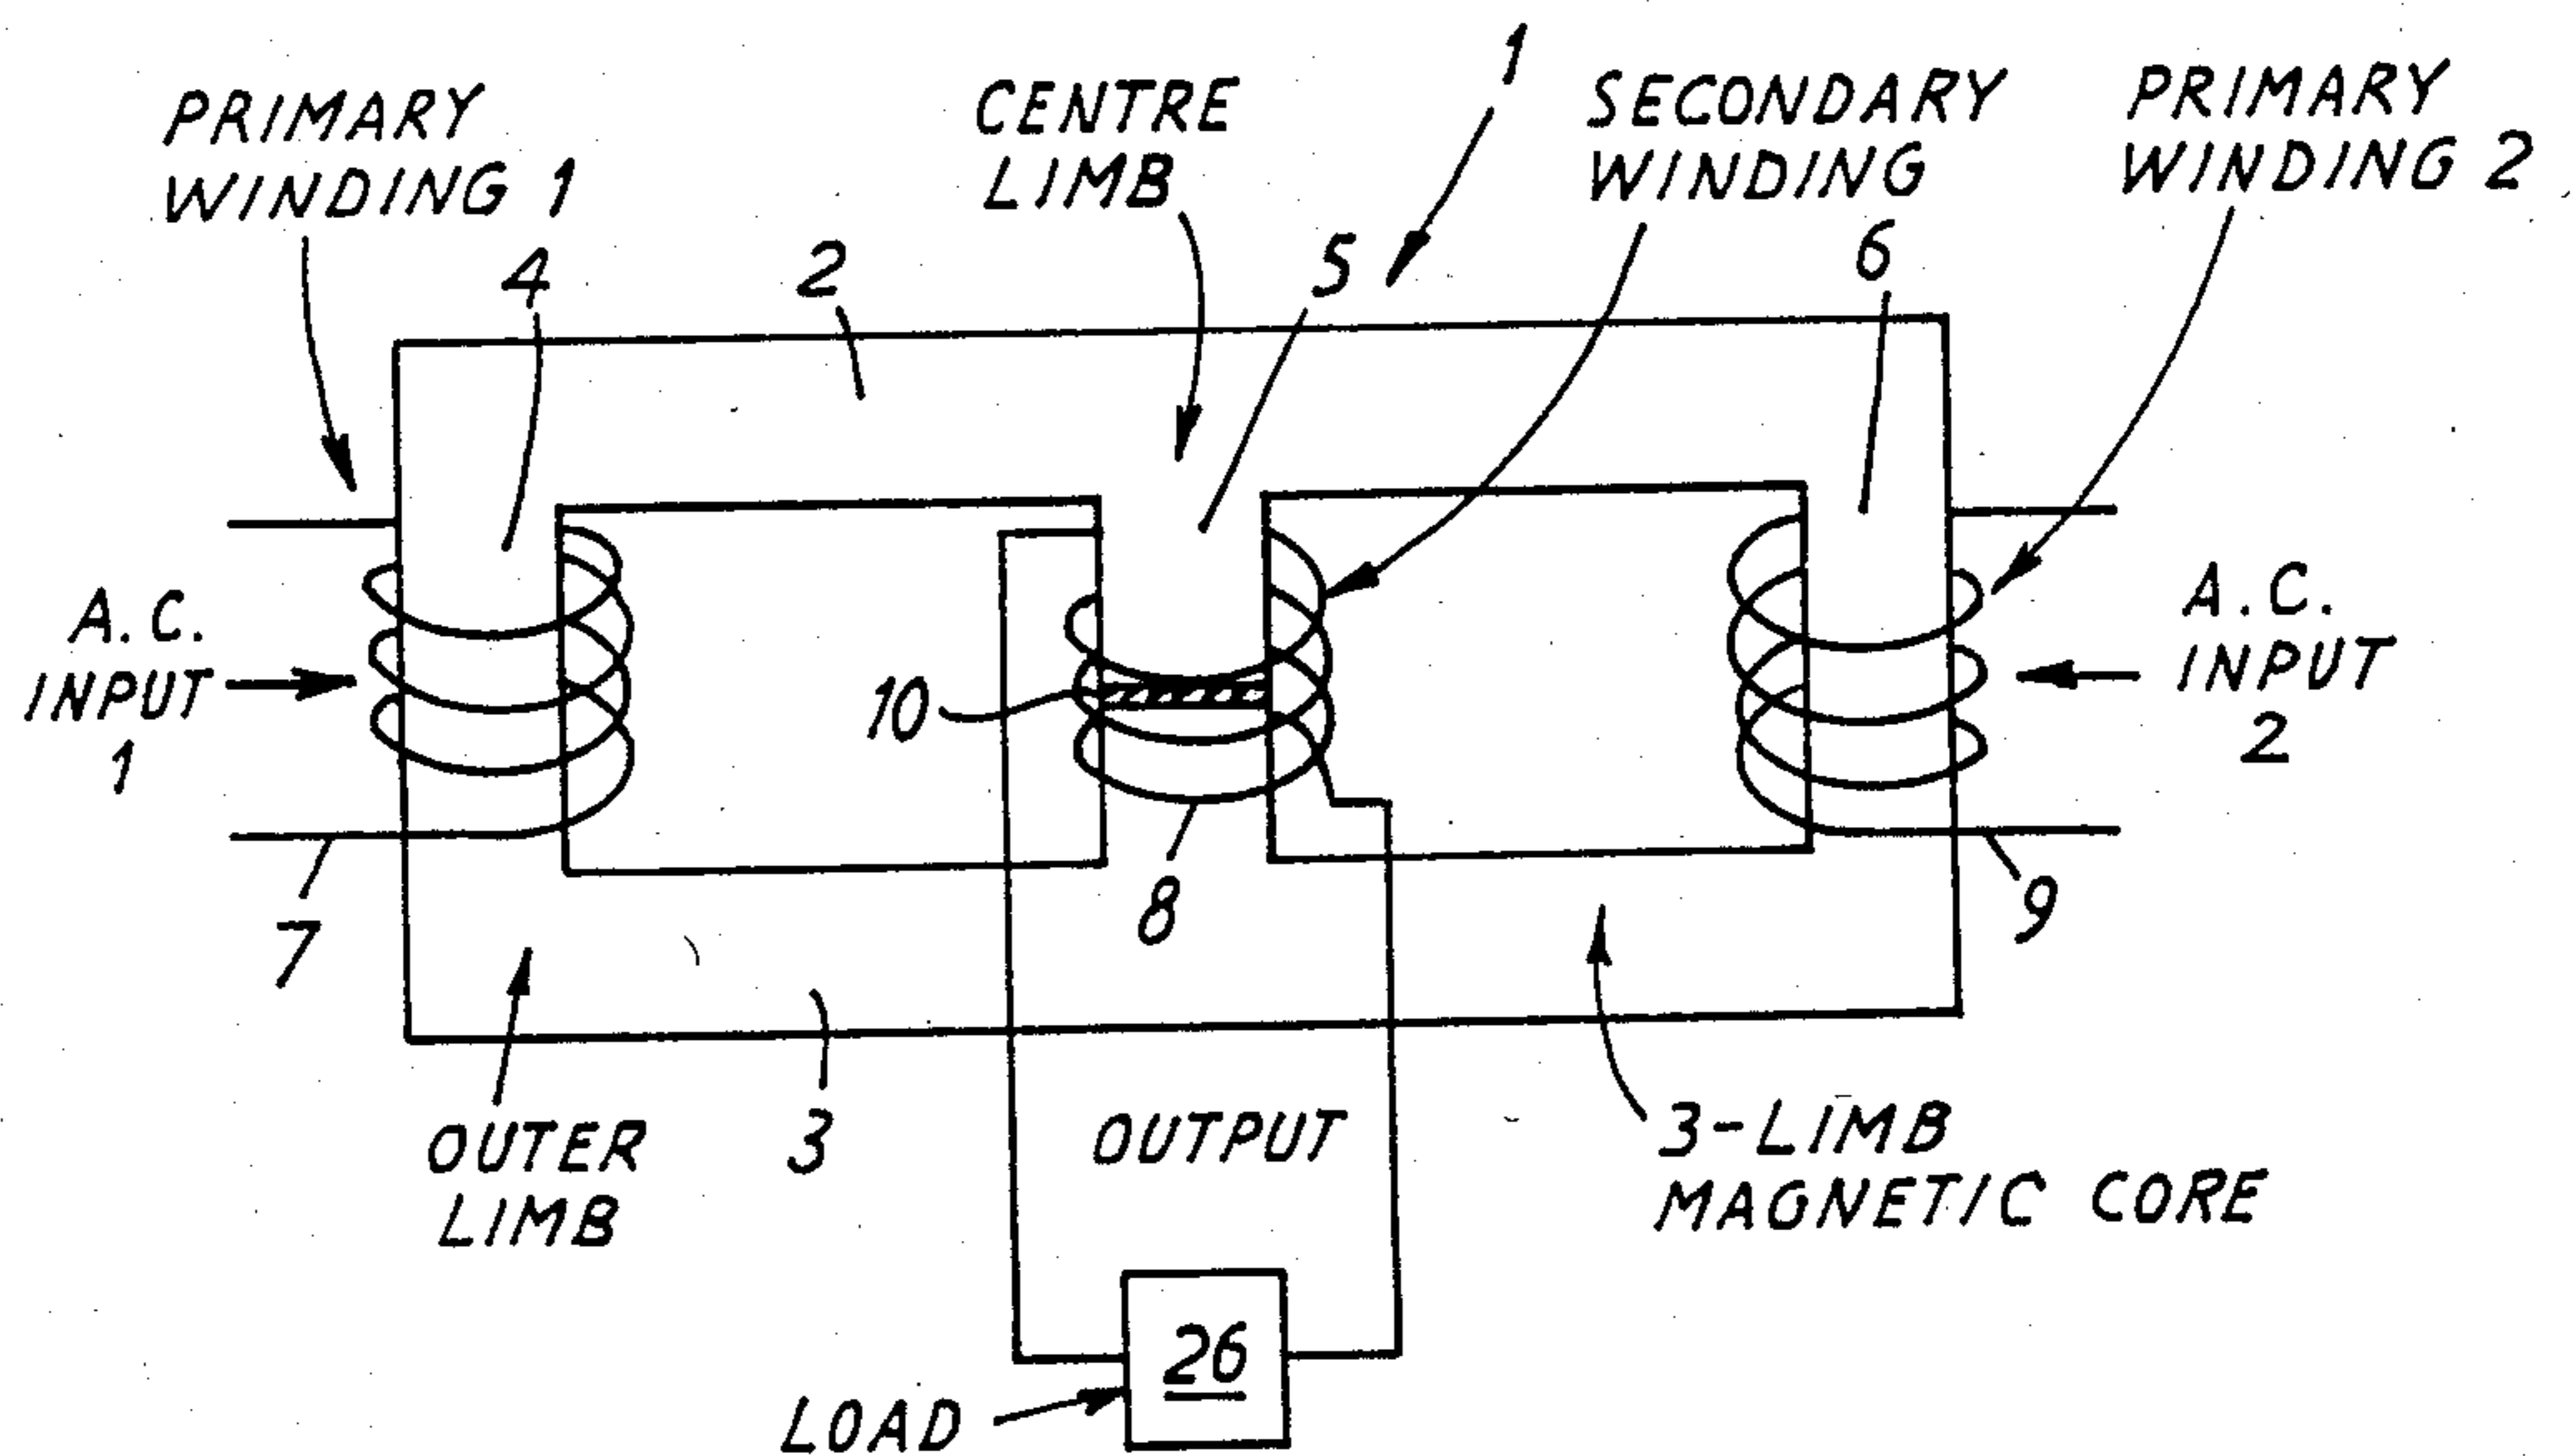 1
PRIMARY
WINDING 1
CENTRE
LIMB
SECONDARY
WINDING
PRIMARY
WINDING 2
4
2
5
6
A.C.
INPUT
1
10
A.C.
INPUT
2
7
8
9
OUTER
LIMB
3
OUTPUT
3-LIMB
MAGNETIC CORE
26
LOAD